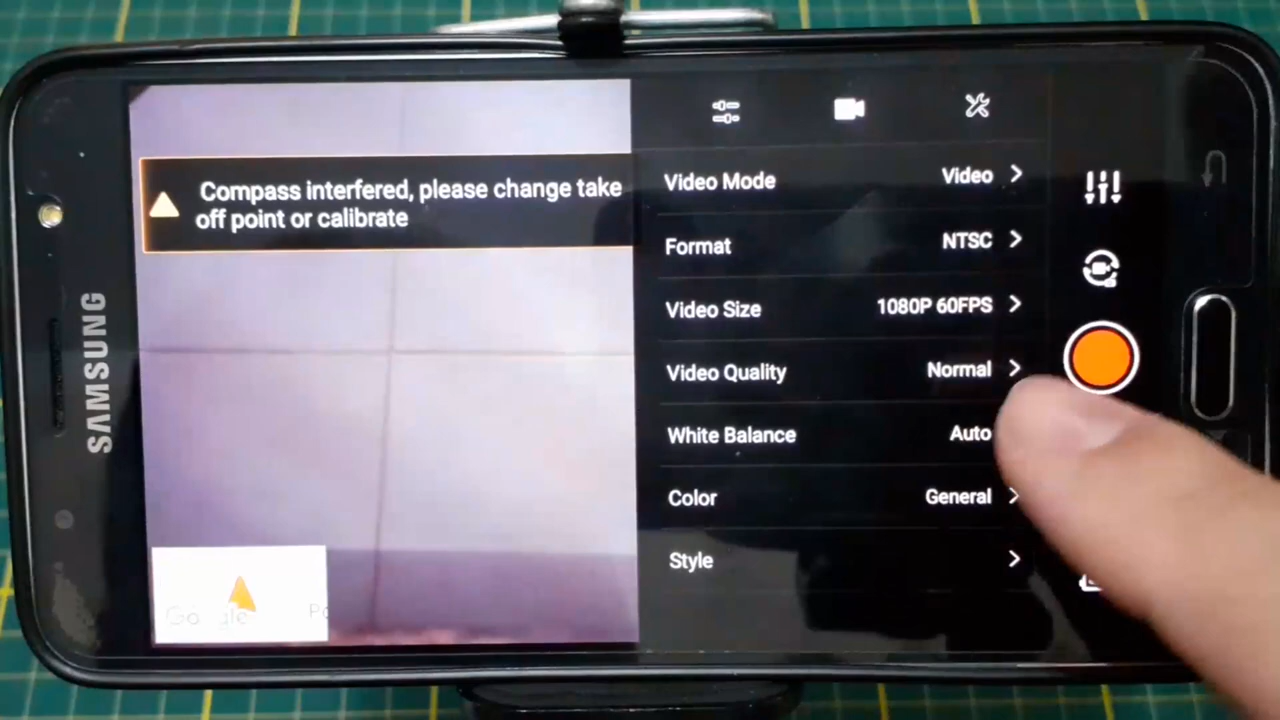 SAMSUNG
Compass interfered, please change take
off point or calibrate
Video Mode Video
Format NTSC
Video Size 1080P 60FPS
Video Quality Normal
White Balance Auto
Color General
Style
Google